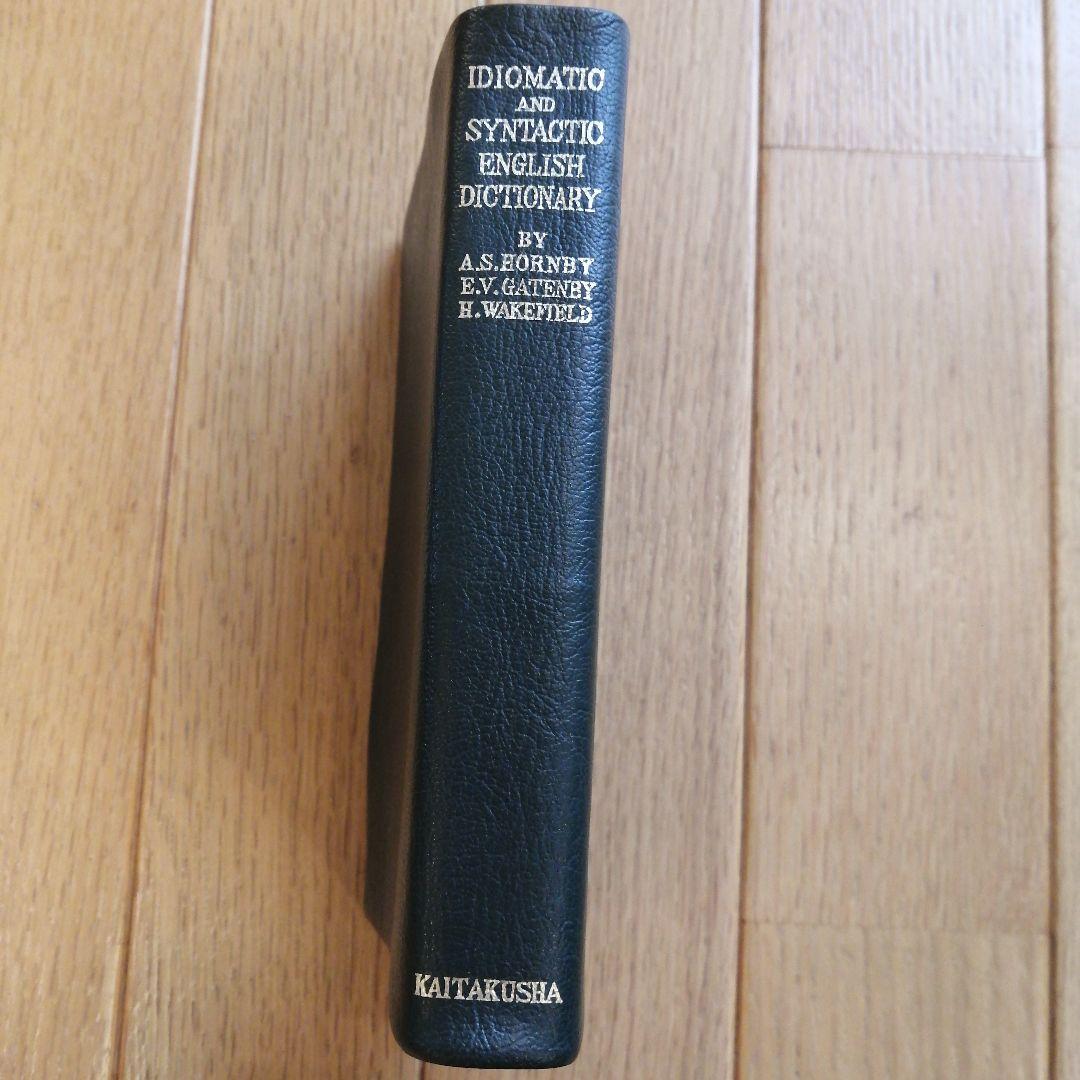 IDIOMATIC
AND
SYNTACTIC
ENGLISH
DICTIONARY
BY
A.S.HORNBY
E.V.GATENBY
H.WAKEFIELD
KAITAKUSHA